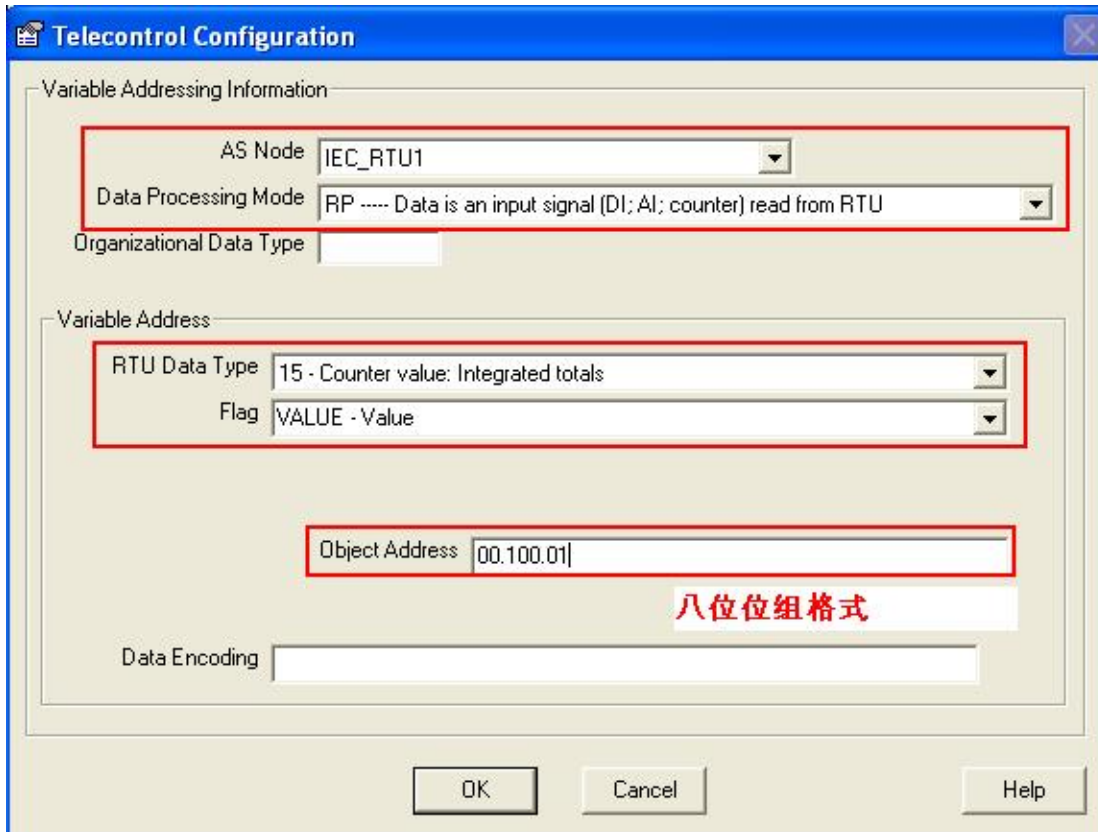 Telecontrol Configuration
Variable Addressing Information
AS Node IEC_RTU1
Data Processing Mode RP ----- Data is an input signal (DI; AI; counter) read from RTU
Organizational Data Type
Variable Address
RTU Data Type 15 - Counter value: Integrated totals
Flag VALUE - Value
Object Address 00.100.01
八位位组格式
Data Encoding
OK Cancel Help